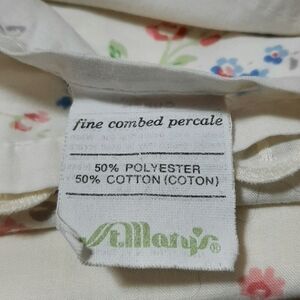 fine combed percale
50% POLYESTER
50% COTTON (COTON)
St. Mary's®